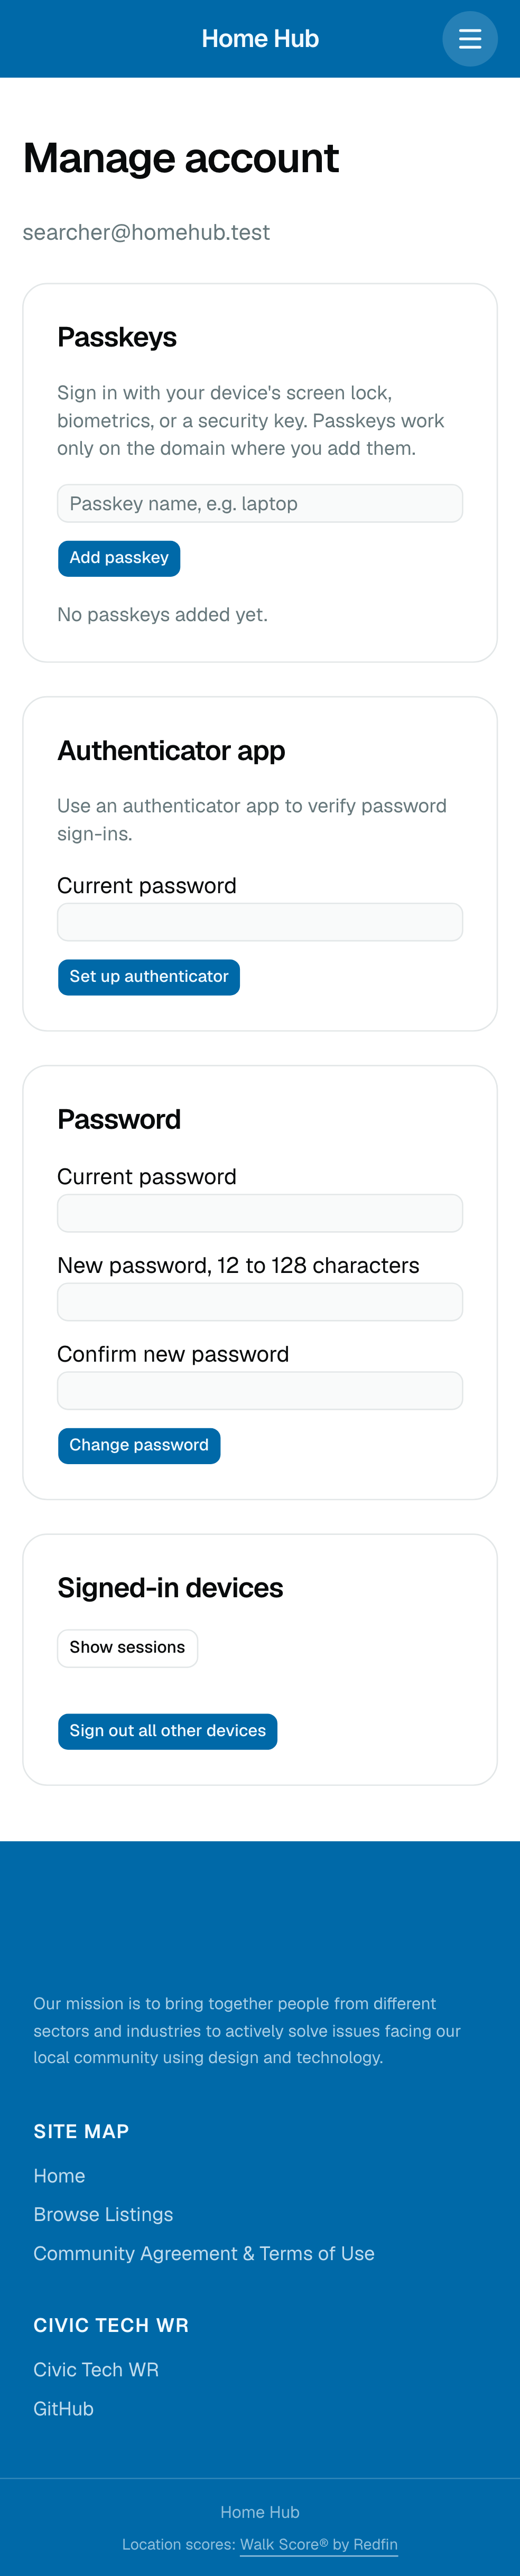 Home Hub
Manage account
searcher@homehub.test
Passkeys
Sign in with your device's screen lock,
biometrics, or a security key. Passkeys work
only on the domain where you add them.
Passkey name, e.g. laptop
Add passkey
No passkeys added yet.
Authenticator app
Use an authenticator app to verify password
sign-ins.
Current password
Set up authenticator
Password
Current password
New password, 12 to 128 characters
Confirm new password
Change password
Signed-in devices
Show sessions
Sign out all other devices
Our mission is to bring together people from different
sectors and industries to actively solve issues facing our
local community using design and technology.
SITE MAP
Home
Browse Listings
Community Agreement & Terms of Use
CIVIC TECH WR
Civic Tech WR
GitHub
Home Hub
Location scores: Walk Score® by Redfin